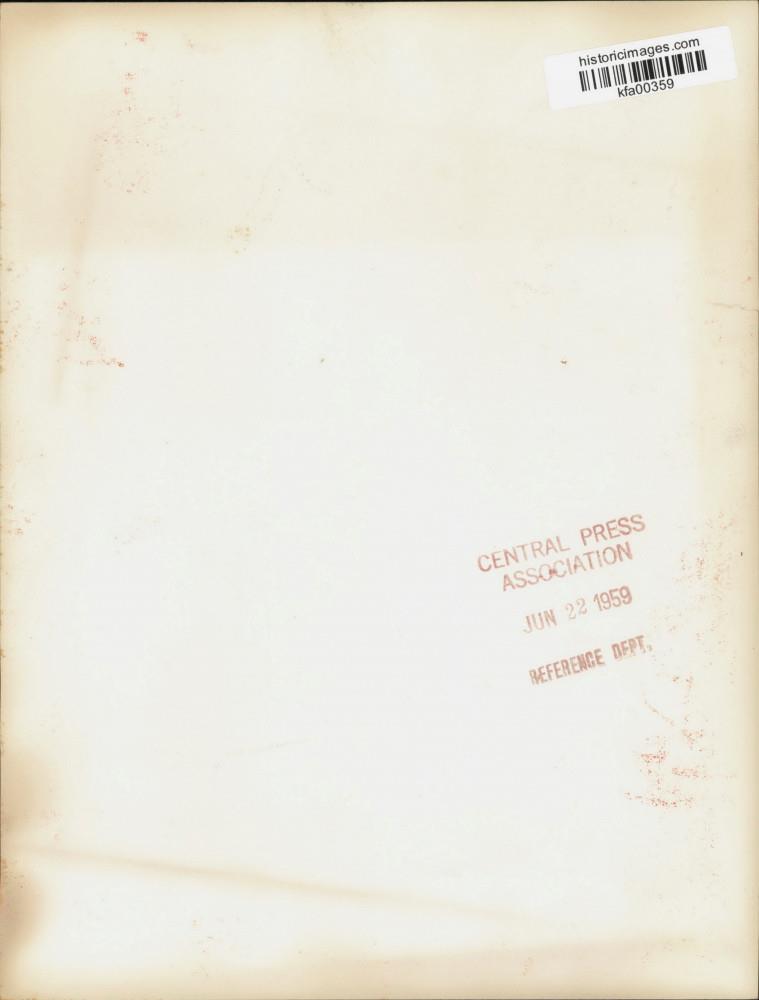 historicimages.com
kfa00359
CENTRAL PRESS
ASSOCIATION
JUN 22 1959
REFERENCE DEPT.